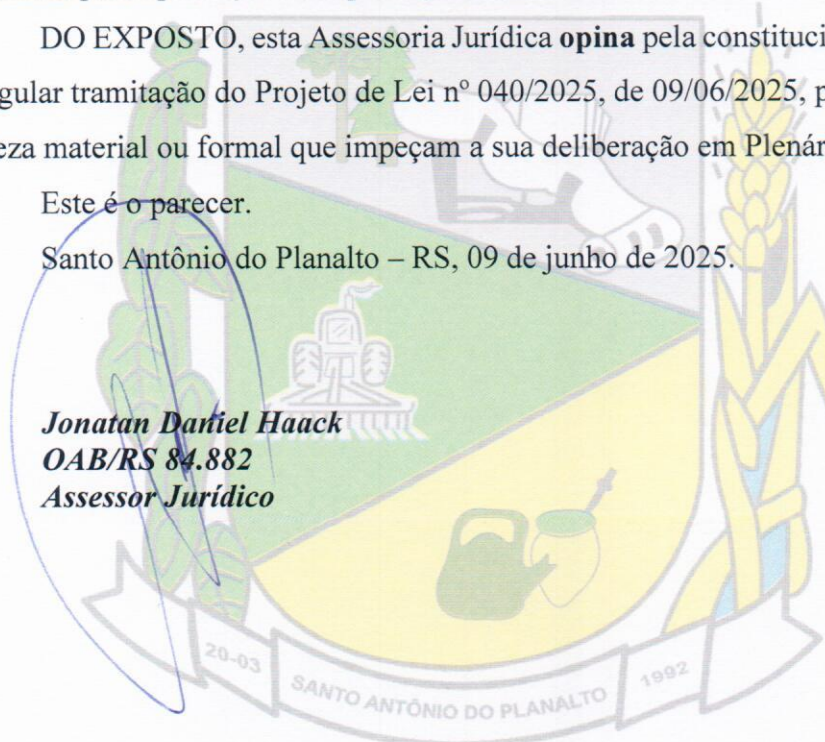 DO EXPOSTO, esta Assessoria Jurídica opina pela constituci
gular tramitação do Projeto de Lei nº 040/2025, de 09/06/2025, p
eza material ou formal que impeçam a sua deliberação em Plenár
Este é o parecer.
Santo Antônio do Planalto – RS, 09 de junho de 2025.
Jonatan Daniel Haack
OAB/RS 84.882
Assessor Jurídico
20-03 SANTO ANTÔNIO DO PLANALTO 1992